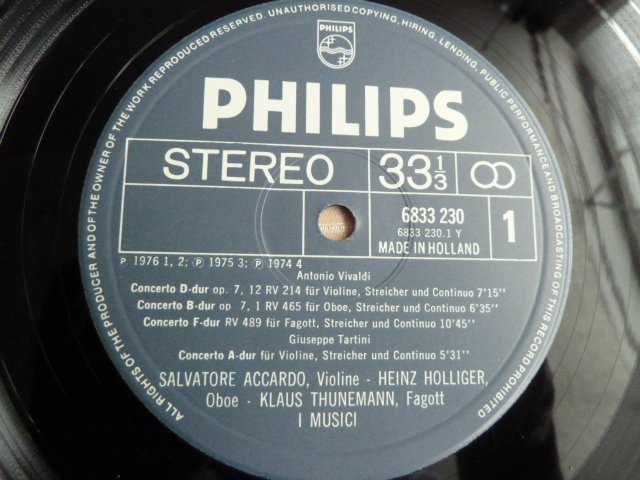 ALL RIGHTS OF THE PRODUCER AND OF THE OWNER OF THE WORK REPRODUCED RESERVED. UNAUTHORISED COPYING, HIRING, LENDING, PUBLIC PERFORMANCE AND BROADCASTING OF THIS RECORD PROHIBITED
PHILIPS
PHILIPS
STEREO 33 1/3
6833 230
6833 230.1 Y
MADE IN HOLLAND
1
P 1976 1, 2; ℗ 1975 3; ℗ 1974 4
Antonio Vivaldi
Concerto D-dur op. 7, 12 RV 214 für Violine, Streicher und Continuo 7'15''
Concerto B-dur op 7, 1 RV 465 für Oboe, Streicher und Continuo 6'35''
Concerto F-dur RV 489 für Fagott, Streicher und Continuo 10'45''
Giuseppe Tartini
Concerto A-dur für Violine, Streicher und Continuo 5'31''
SALVATORE ACCARDO, Violine - HEINZ HOLLIGER,
Oboe - KLAUS THUNEMANN, Fagott
I MUSICI